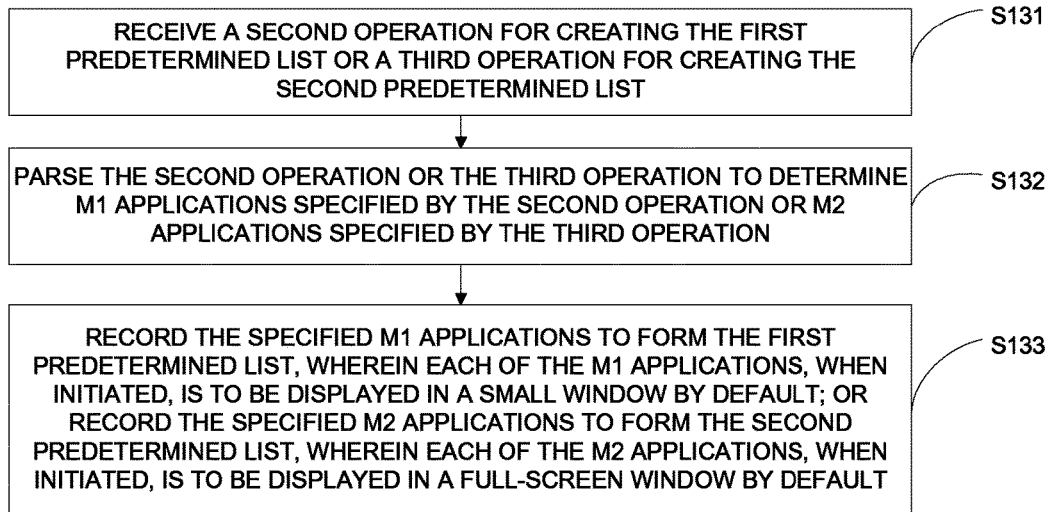 RECEIVE A SECOND OPERATION FOR CREATING THE FIRST
PREDETERMINED LIST OR A THIRD OPERATION FOR CREATING THE
SECOND PREDETERMINED LIST
S131
PARSE THE SECOND OPERATION OR THE THIRD OPERATION TO DETERMINE
M1 APPLICATIONS SPECIFIED BY THE SECOND OPERATION OR M2
APPLICATIONS SPECIFIED BY THE THIRD OPERATION
S132
RECORD THE SPECIFIED M1 APPLICATIONS TO FORM THE FIRST
PREDETERMINED LIST, WHEREIN EACH OF THE M1 APPLICATIONS, WHEN
INITIATED, IS TO BE DISPLAYED IN A SMALL WINDOW BY DEFAULT; OR
RECORD THE SPECIFIED M2 APPLICATIONS TO FORM THE SECOND
PREDETERMINED LIST, WHEREIN EACH OF THE M2 APPLICATIONS, WHEN
INITIATED, IS TO BE DISPLAYED IN A FULL-SCREEN WINDOW BY DEFAULT
S133